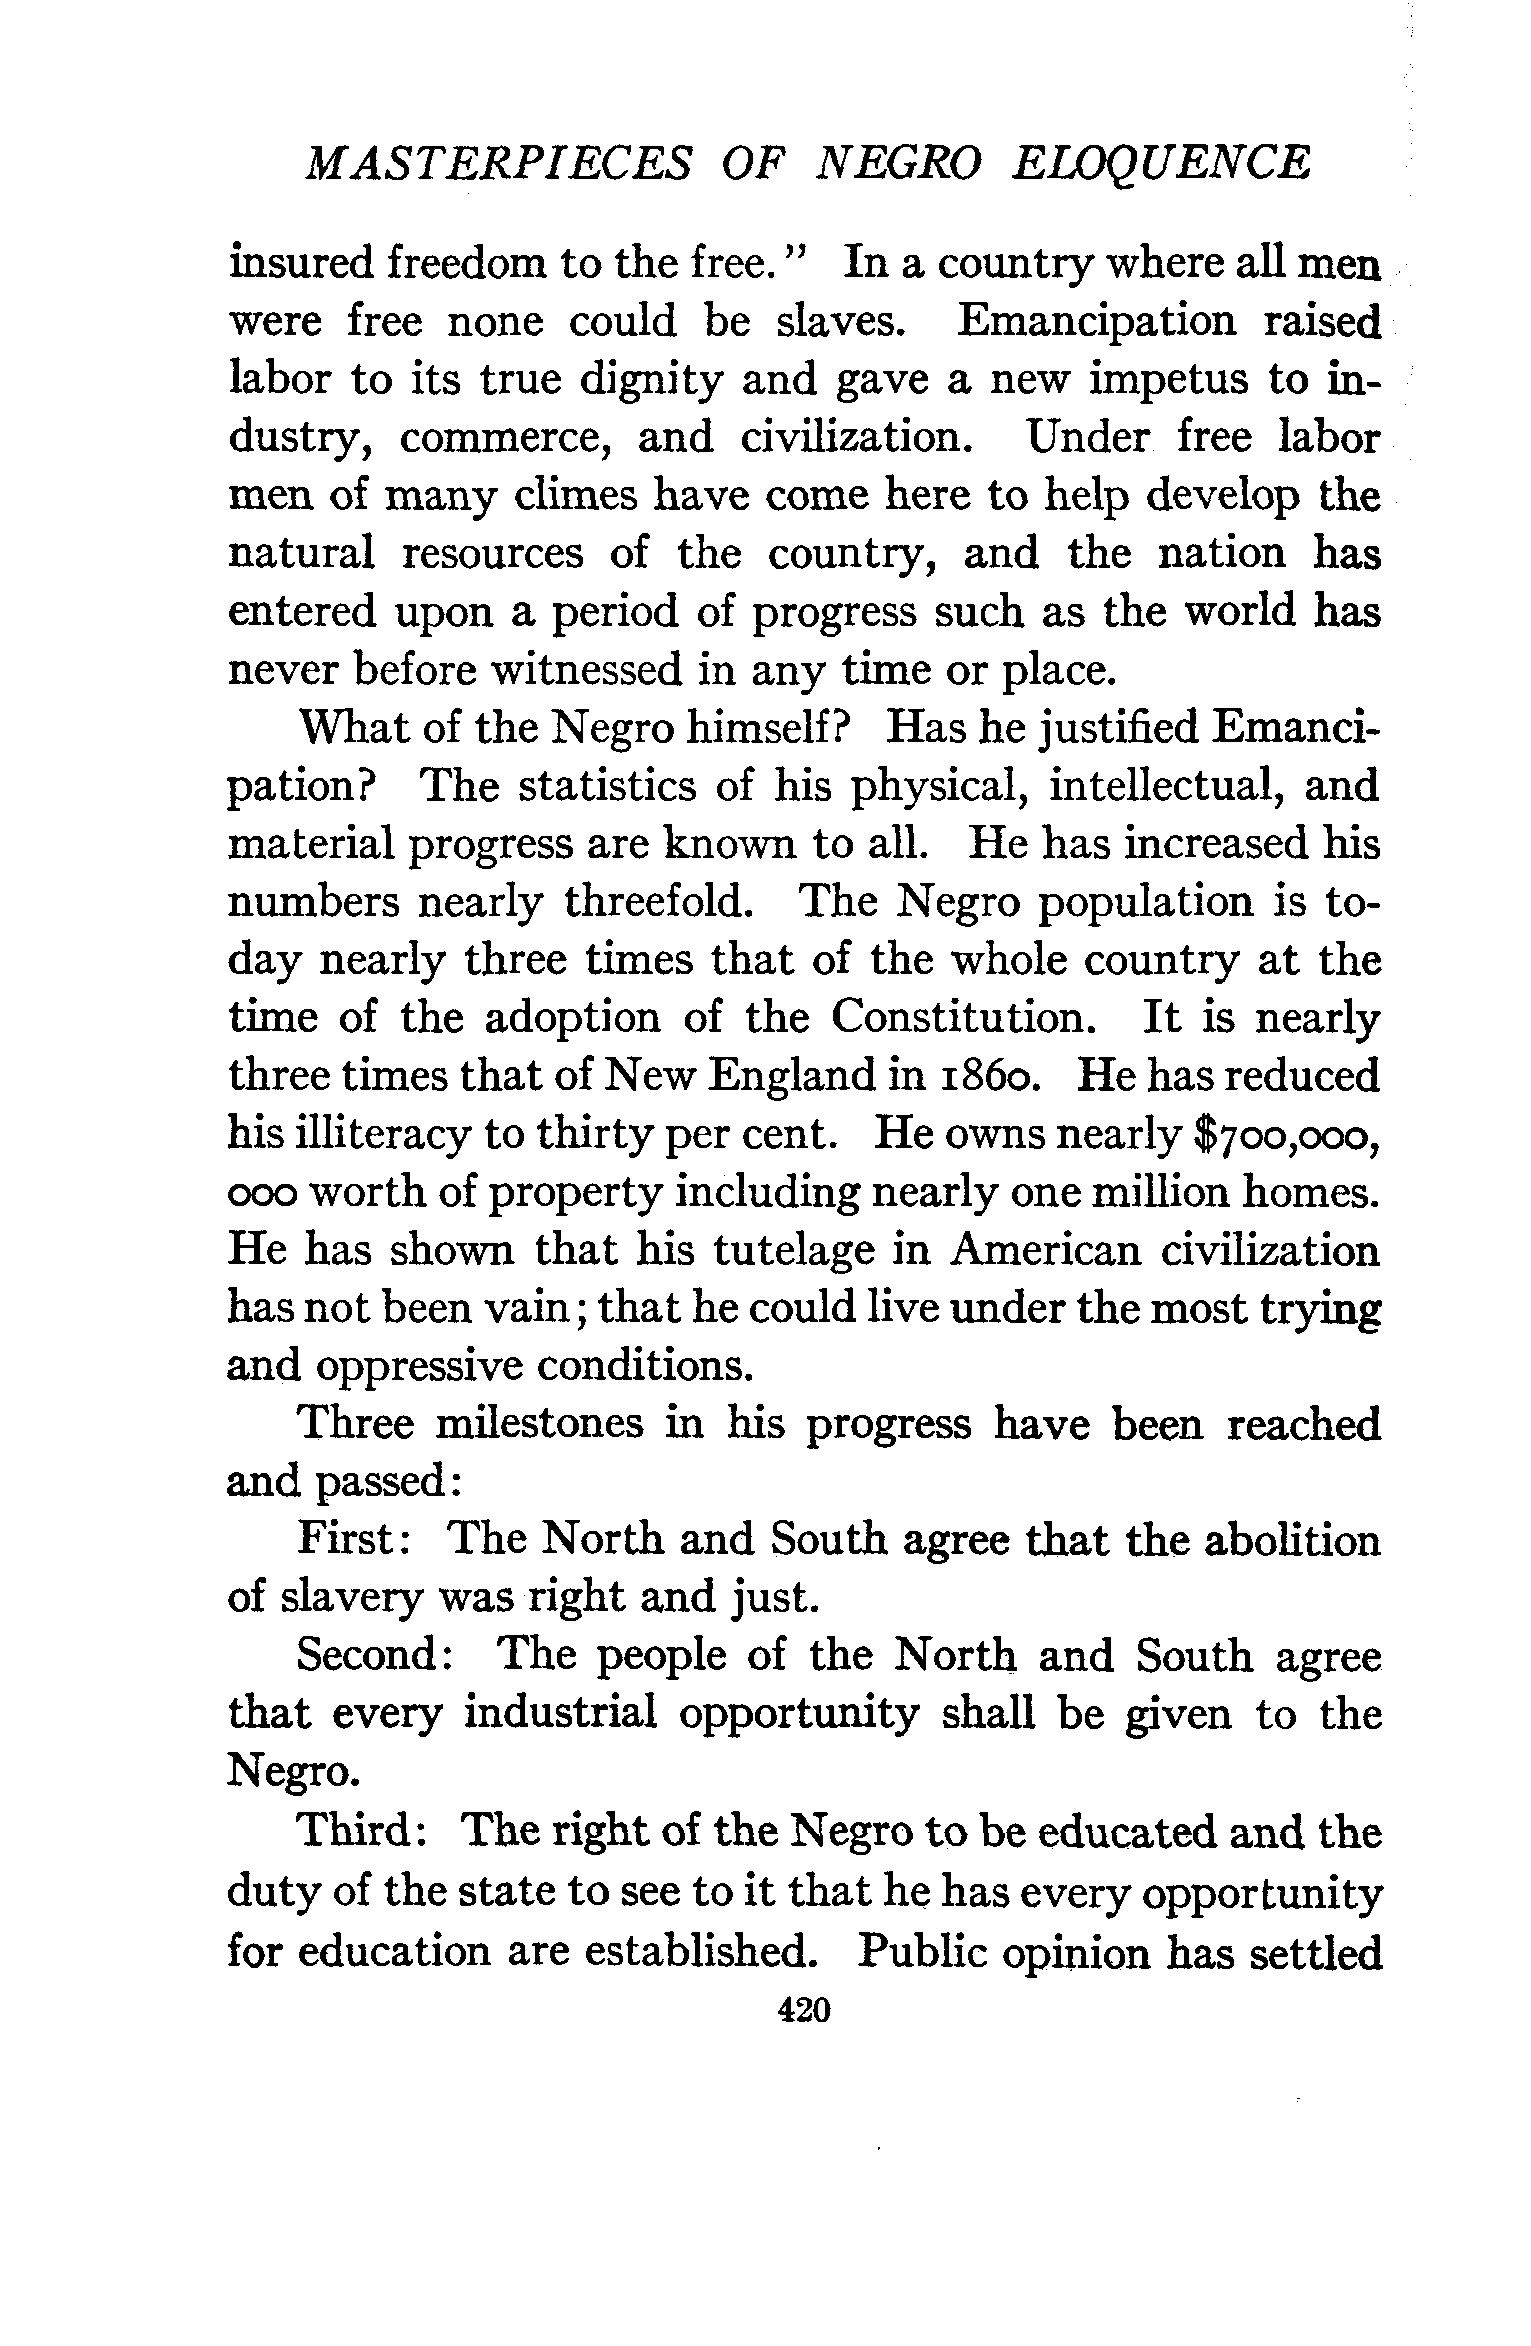 MASTERPIECES OF NEGRO ELOQUENCE
insured freedom to the free." In a country where all men
were free none could be slaves. Emancipation raised
labor to its true dignity and gave a new impetus to in-
dustry, commerce, and civilization. Under free labor
men of many climes have come here to help develop the
natural resources of the country, and the nation has
entered upon a period of progress such as the world has
never before witnessed in any time or place.
What of the Negro himself? Has he justified Emanci-
pation? The statistics of his physical, intellectual, and
material progress are known to all. He has increased his
numbers nearly threefold. The Negro population is to-
day nearly three times that of the whole country at the
time of the adoption of the Constitution. It is nearly
three times that of New England in 1860. He has reduced
his illiteracy to thirty per cent. He owns nearly $700,000,
000 worth of property including nearly one million homes.
He has shown that his tutelage in American civilization
has not been vain; that he could live under the most trying
and oppressive conditions.
Three milestones in his progress have been reached
and passed:
First: The North and South agree that the abolition
of slavery was right and just.
Second: The people of the North and South agree
that every industrial opportunity shall be given to the
Negro.
Third: The right of the Negro to be educated and the
duty of the state to see to it that he has every opportunity
for education are established. Public opinion has settled
420